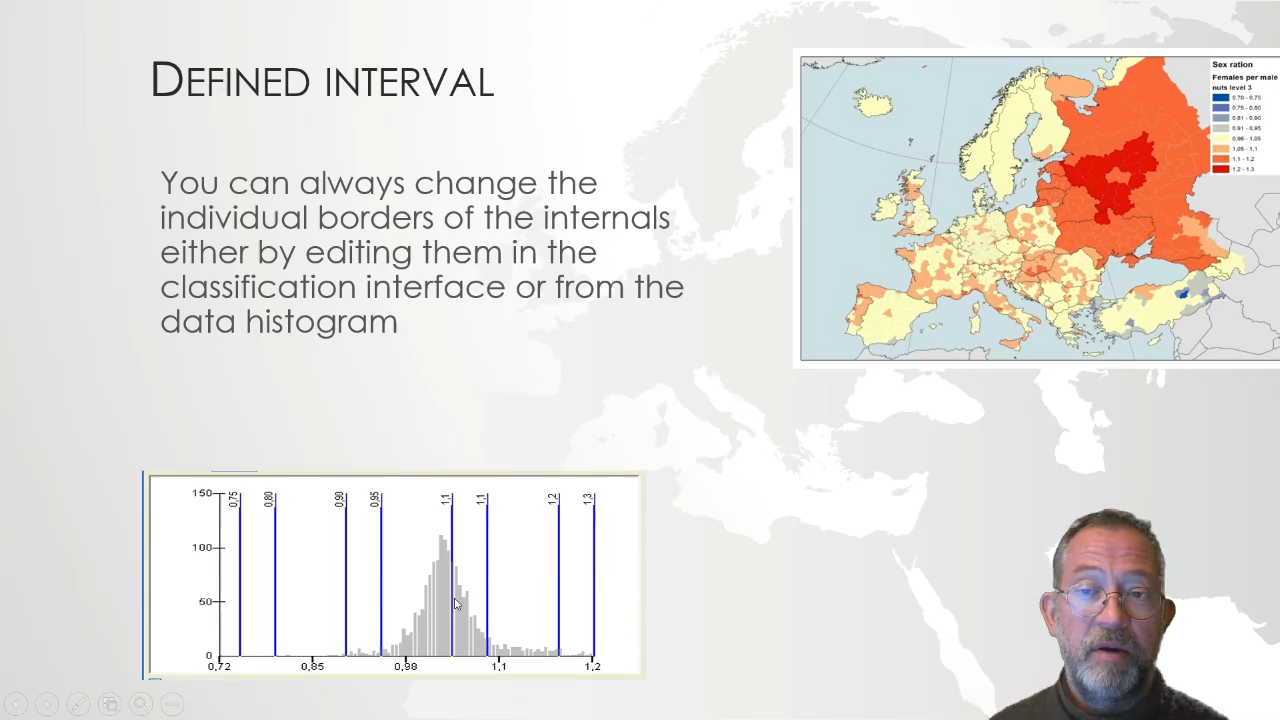 DEFINED INTERVAL
You can always change the
individual borders of the internals
either by editing them in the
classification interface or from the
data histogram
Sex ration
Females per male
nuts level 3
0.70 - 0.75
0.75 - 0.80
0.81 - 0.90
0.91 - 0.95
0.96 - 1.05
1.05 - 1,1
1.1 - 1.2
1.2 - 1.3
0,75
0,80
0,90
0,95
1,1
1,1
1,2
1,3
150
100
50
0
0,72
0,85
0,98
1,1
1,2